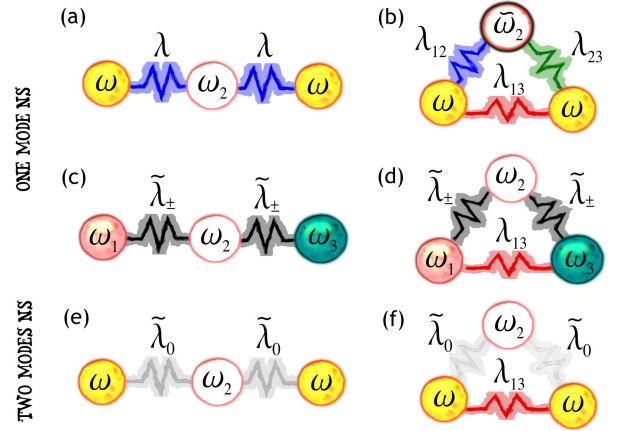 ONE MODE NS
TWO MODES NS
(a)
λ λ
ω ω₂ ω
(b)
ω̃₂
λ₁₂ λ₂₃
λ₁₃
ω ω
(c)
λ̃± λ̃±
ω₁ ω₂ ω₃
(d)
ω₂
λ̃± λ̃±
λ₁₃
ω₁ ω₃
(e)
λ̃₀ λ̃₀
ω ω₂ ω
(f)
ω₂
λ̃₀ λ̃₀
λ₁₃
ω ω